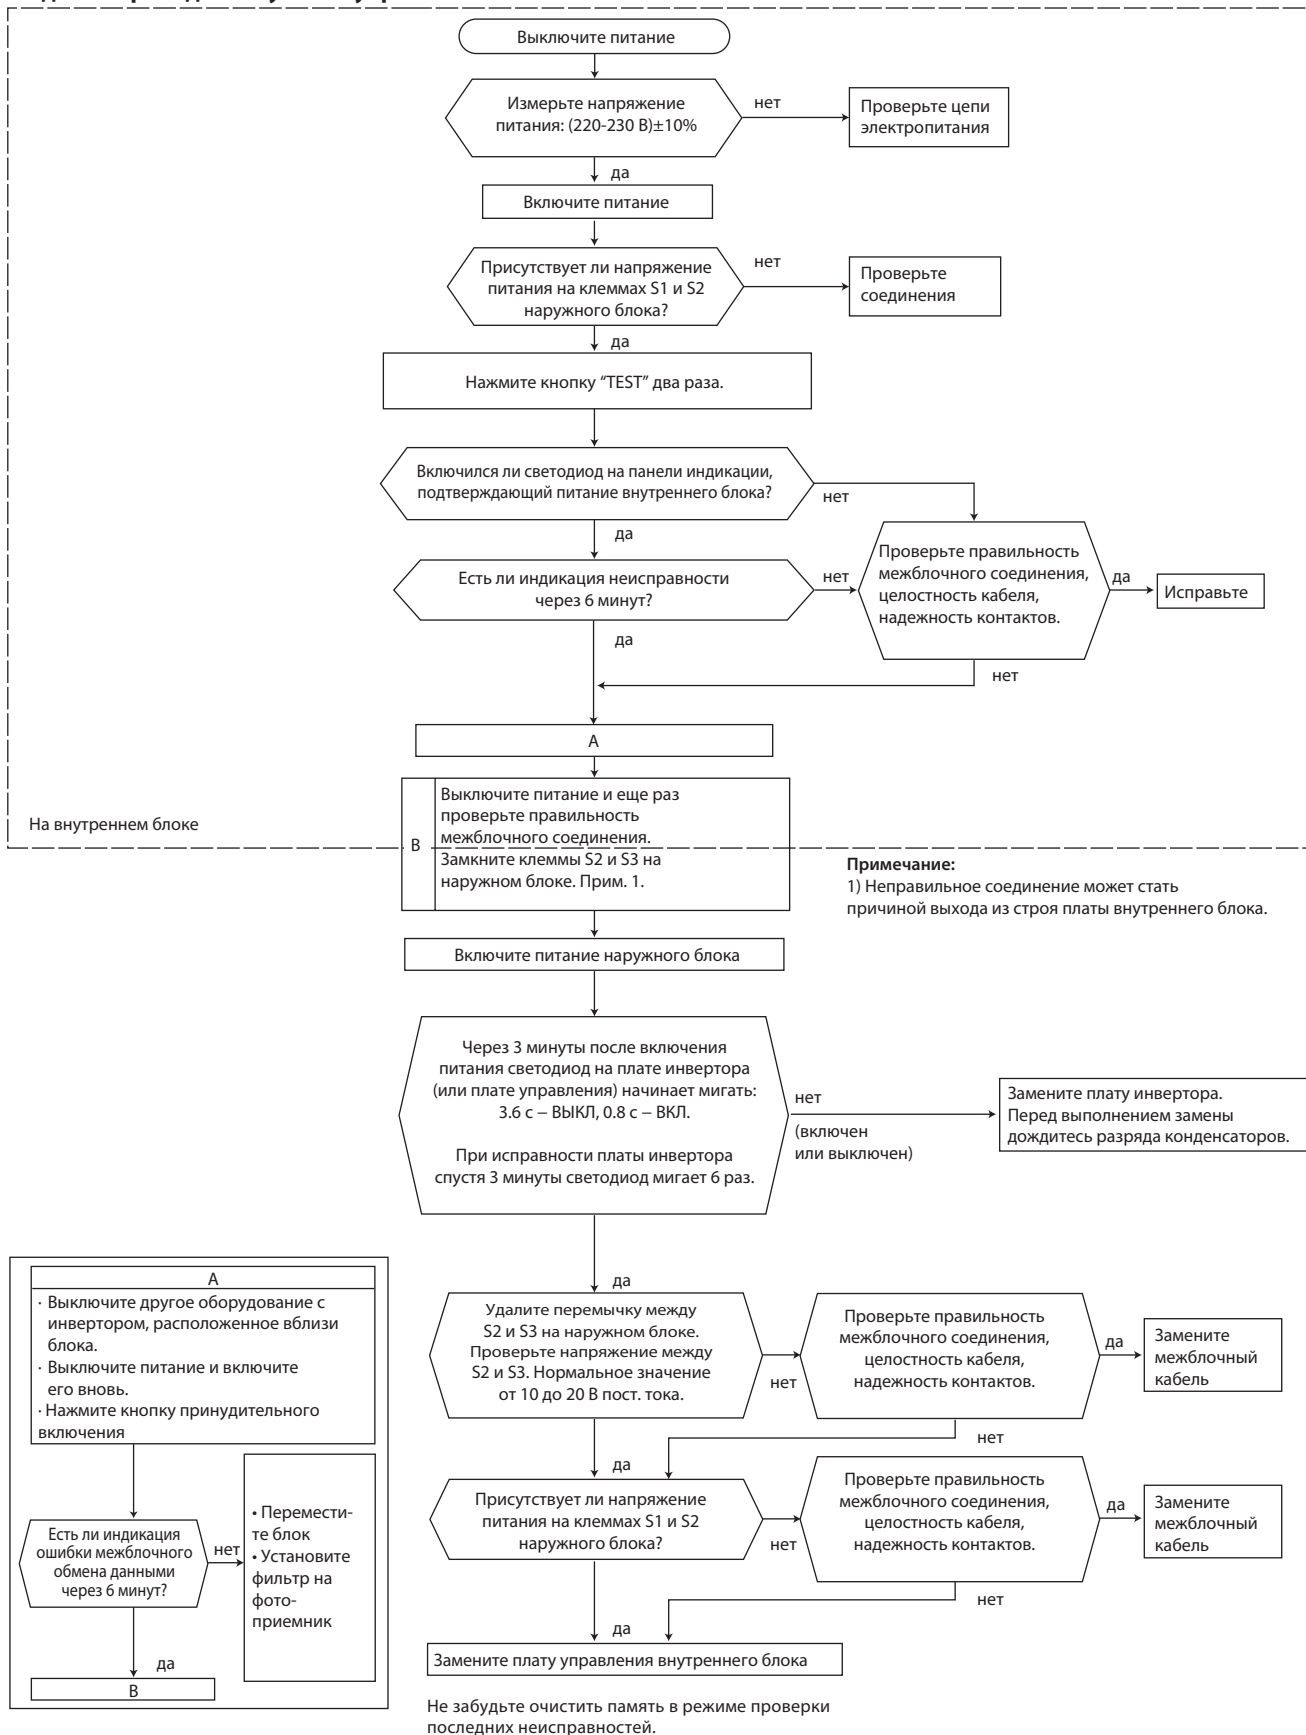 Выключите питание
Измерьте напряжение
питания: (220-230 В)±10%
нет
Проверьте цепи
электропитания
да
Включите питание
Присутствует ли напряжение
питания на клеммах S1 и S2
наружного блока?
нет
Проверьте
соединения
да
Нажмите кнопку “TEST” два раза.
Включился ли светодиод на панели индикации,
подтверждающий питание внутреннего блока?
нет
да
Есть ли индикация неисправности
через 6 минут?
нет
Проверьте правильность
межблочного соединения,
целостность кабеля,
надежность контактов.
да
Исправьте
да
нет
А
На внутреннем блоке
В
Выключите питание и еще раз
проверьте правильность
межблочного соединения.
Замкните клеммы S2 и S3 на
наружном блоке. Прим. 1.
Примечание:
1) Неправильное соединение может стать
причиной выхода из строя платы внутреннего блока.
Включите питание наружного блока
Через 3 минуты после включения
питания светодиод на плате инвертора
(или плате управления) начинает мигать:
3.6 с – ВЫКЛ, 0.8 с – ВКЛ.
При исправности платы инвертора
спустя 3 минуты светодиод мигает 6 раз.
нет
(включен
или выключен)
Замените плату инвертора.
Перед выполнением замены
дождитесь разряда конденсаторов.
да
Удалите перемычку между
S2 и S3 на наружном блоке.
Проверьте напряжение между
S2 и S3. Нормальное значение
от 10 до 20 В пост. тока.
нет
Проверьте правильность
межблочного соединения,
целостность кабеля,
надежность контактов.
да
Замените
межблочный
кабель
нет
да
Присутствует ли напряжение
питания на клеммах S1 и S2
наружного блока?
нет
Проверьте правильность
межблочного соединения,
целостность кабеля,
надежность контактов.
да
Замените
межблочный
кабель
нет
да
Замените плату управления внутреннего блока
Не забудьте очистить память в режиме проверки
последних неисправностей.
А
· Выключите другое оборудование с
инвертором, расположенное вблизи
блока.
· Выключите питание и включите
его вновь.
· Нажмите кнопку принудительного
включения
Есть ли индикация
ошибки межблочного
обмена данными
через 6 минут?
нет
• Перемести-
те блок
• Установите
фильтр на
фото-
приемник
да
В